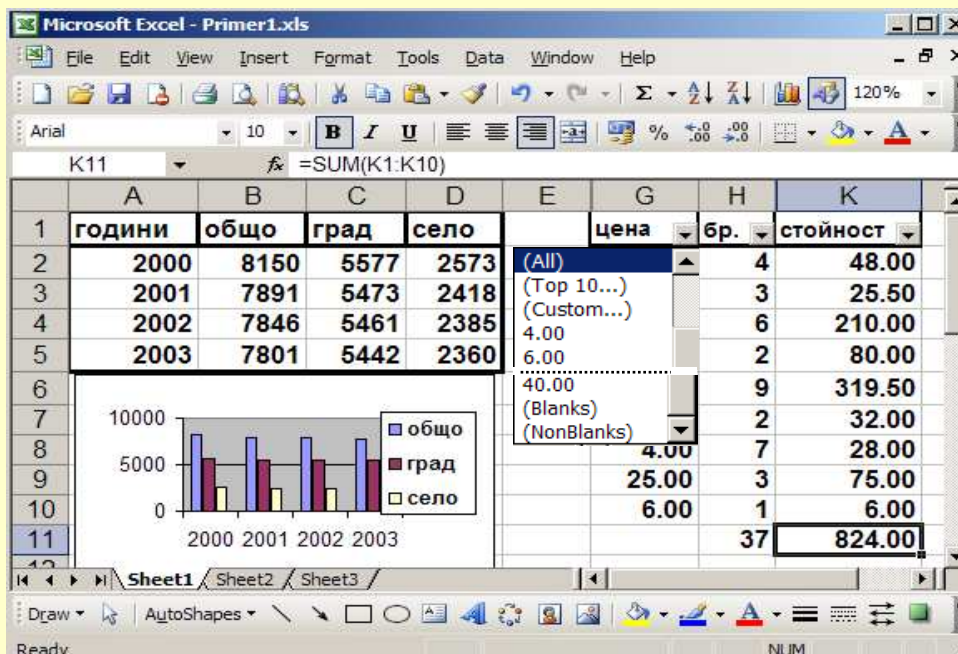 Microsoft Excel - Primer1.xls
File Edit View Insert Format Tools Data Window Help
120%
Arial 10 B I U %
K11 fx =SUM(K1:K10)
A B C D E G H K
1 години общо град село цена бр. стойност
2 2000 8150 5577 2573 (All) 4 48.00
3 2001 7891 5473 2418 (Top 10...) 3 25.50
(Custom...)
4 2002 7846 5461 2385 4.00 6 210.00
5 2003 7801 5442 2360 6.00 2 80.00
6 40.00 9 319.50
7 10000 общо (Blanks) 2 32.00
(NonBlanks)
8 5000 град 4.00 7 28.00
9 село 25.00 3 75.00
10 0 6.00 1 6.00
11 2000 2001 2002 2003 37 824.00
12
Sheet1 Sheet2 Sheet3
Draw AutoShapes
Ready NUM